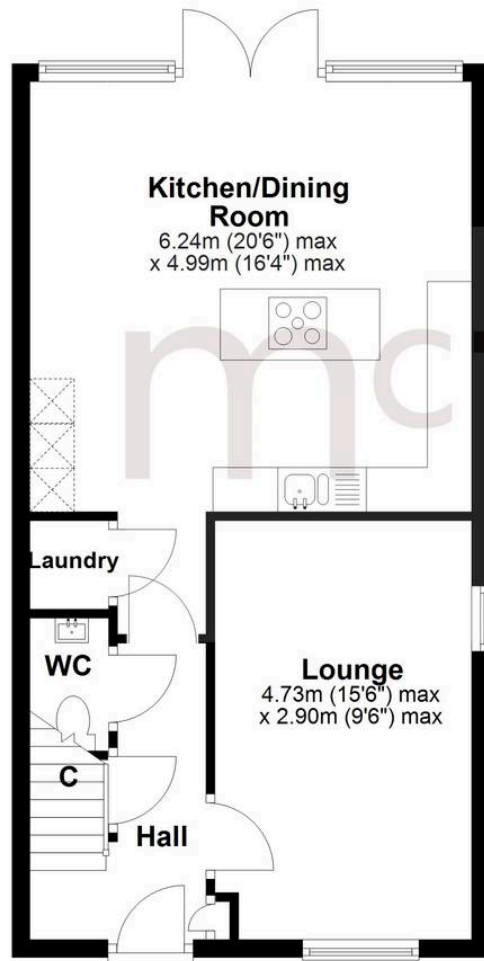 Kitchen/Dining
Room
6.24m (20'6") max
x 4.99m (16'4") max
mc
Laundry
WC
Lounge
4.73m (15'6") max
x 2.90m (9'6") max
C
Hall